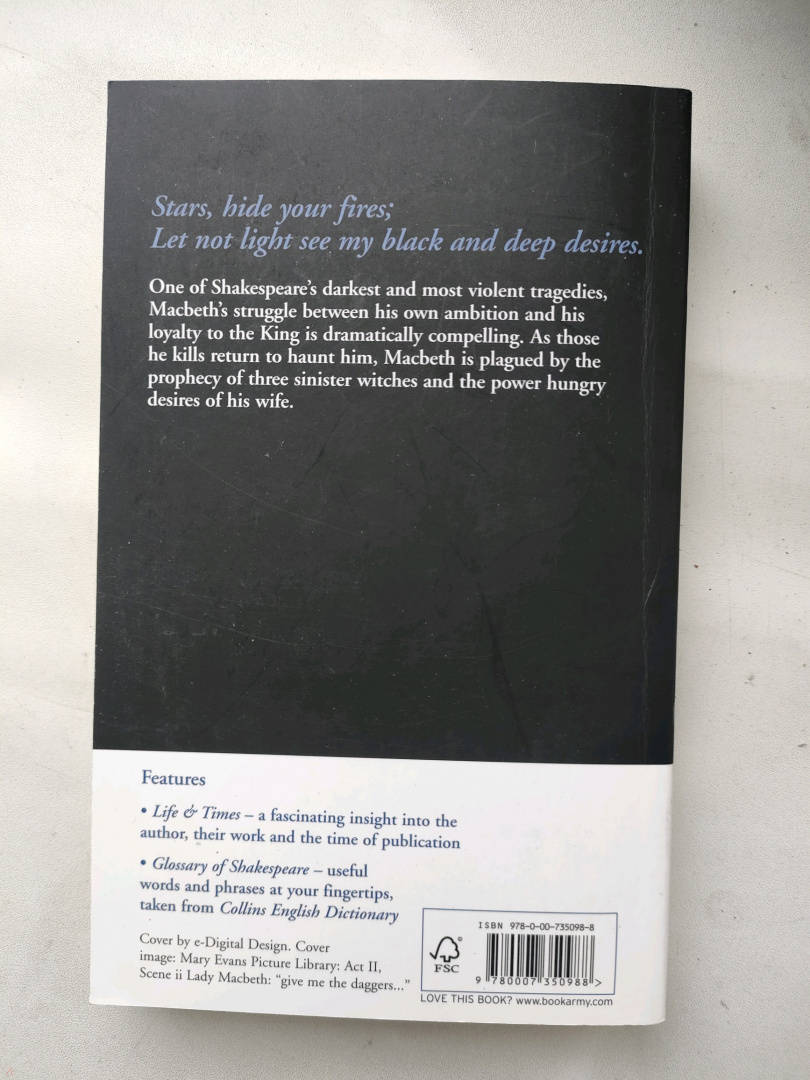 Stars, hide your fires;
Let not light see my black and deep desires.
One of Shakespeare's darkest and most violent tragedies,
Macbeth's struggle between his own ambition and his
loyalty to the King is dramatically compelling. As those
he kills return to haunt him, Macbeth is plagued by the
prophecy of three sinister witches and the power hungry
desires of his wife.
Features
• Life & Times – a fascinating insight into the
author, their work and the time of publication
• Glossary of Shakespeare – useful
words and phrases at your fingertips,
taken from Collins English Dictionary
Cover by e-Digital Design. Cover
image: Mary Evans Picture Library: Act II,
Scene ii Lady Macbeth: "give me the daggers..."
FSC
ISBN 978-0-00-735098-8
9 780007 350988 >
LOVE THIS BOOK? www.bookarmy.com